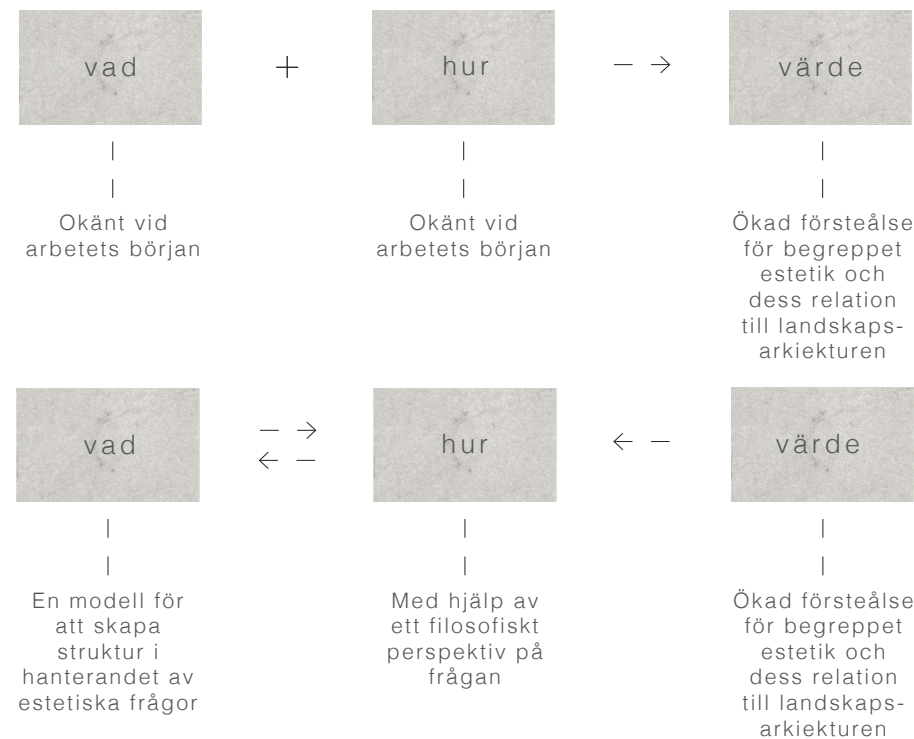 vad
+
hur
värde
Okänt vid
arbetets början
Okänt vid
arbetets början
Ökad försteålse
för begreppet
estetik och
dess relation
till landskaps-
arkiekturen
vad
hur
värde
En modell för
att skapa
struktur i
hanterandet av
estetiska frågor
Med hjälp av
ett filosofiskt
perspektiv på
frågan
Ökad försteålse
för begreppet
estetik och
dess relation
till landskaps-
arkiekturen